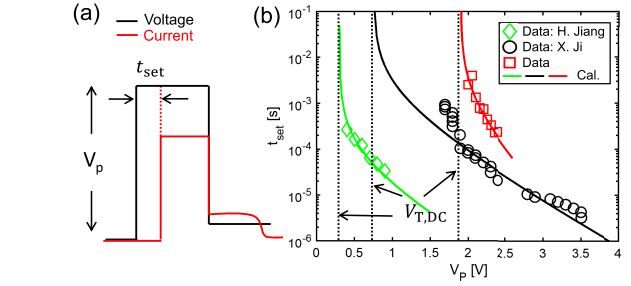 (a)
Voltage
Current
t_set
V_p
(b)
10^-1
10^-2
10^-3
10^-4
10^-5
10^-6
t_set [s]
Data: H. Jiang
Data: X. Ji
Data
Cal.
V_T,DC
0 0.5 1 1.5 2 2.5 3 3.5 4
V_P [V]